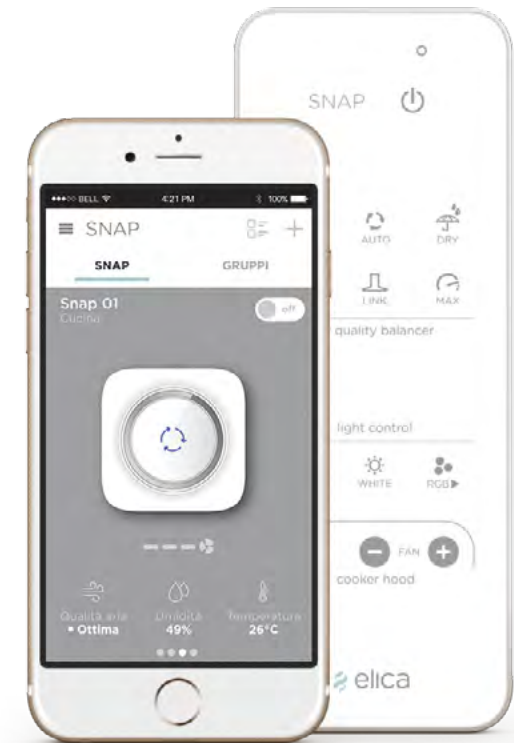 BELL 4:21 PM 100%
SNAP
SNAP GRUPPI
Snap 01
Cucina
off
Qualità aria Umidità Temperatura
• Ottima 49% 26°C
SNAP
AUTO DRY
LINK MAX
quality balancer
light control
WHITE RGB
FAN
cooker hood
elica